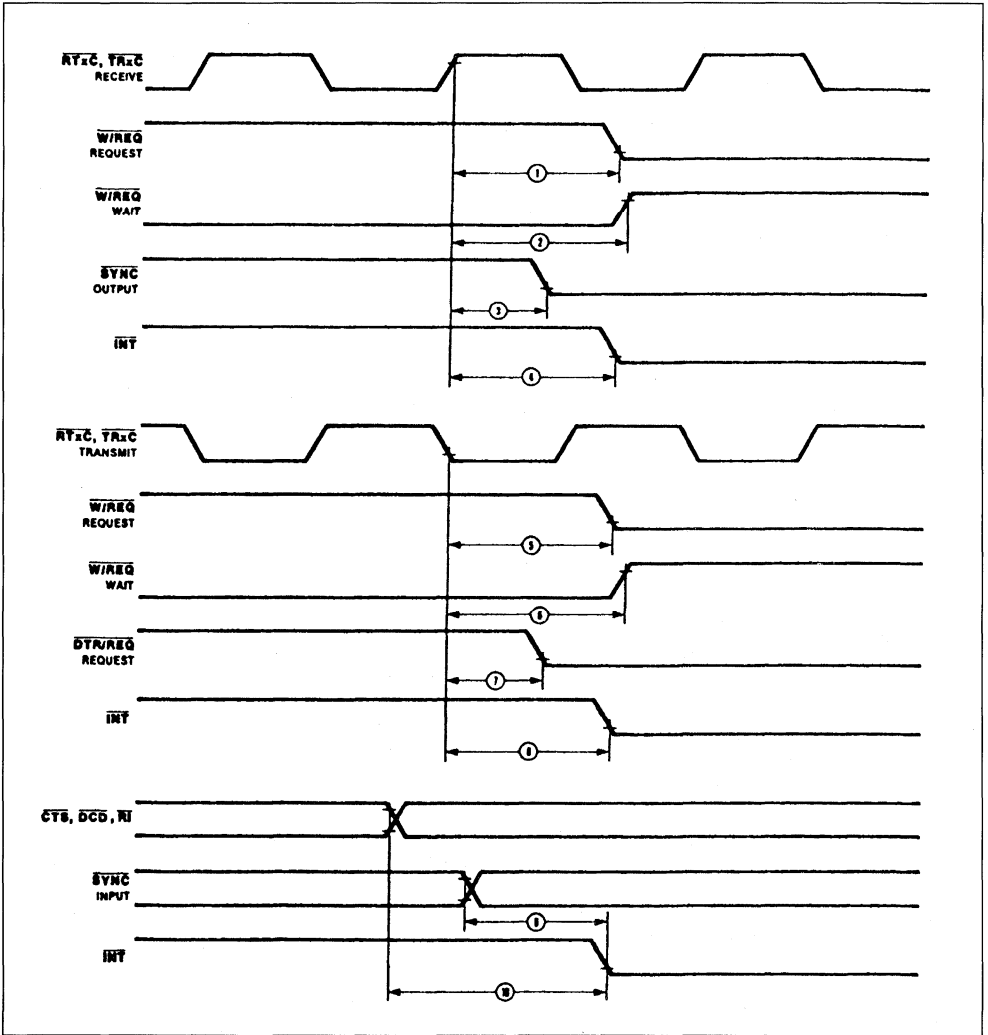 RTxC, TRxC
RECEIVE
W/REQ
REQUEST
1
W/REQ
WAIT
2
SYNC
OUTPUT
3
INT
4
RTxC, TRxC
TRANSMIT
W/REQ
REQUEST
5
W/REQ
WAIT
6
DTR/REQ
REQUEST
7
INT
8
CTS, DCD, RI
SYNC
INPUT
9
INT
10